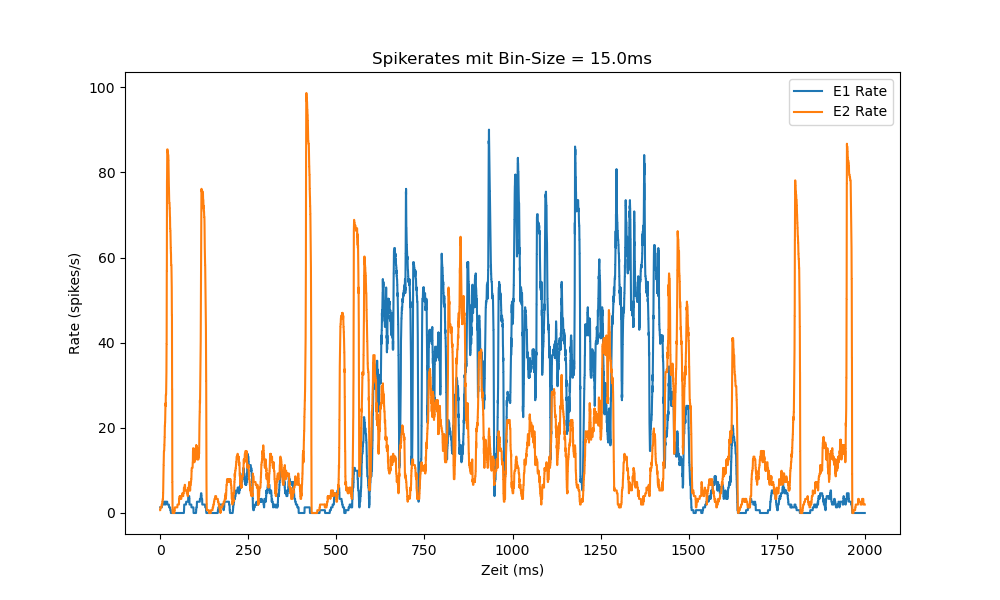 Spikerates mit Bin-Size = 15.0ms
E1 Rate
E2 Rate
100
80
60
40
20
0
Rate (spikes/s)
0 250 500 750 1000 1250 1500 1750 2000
Zeit (ms)